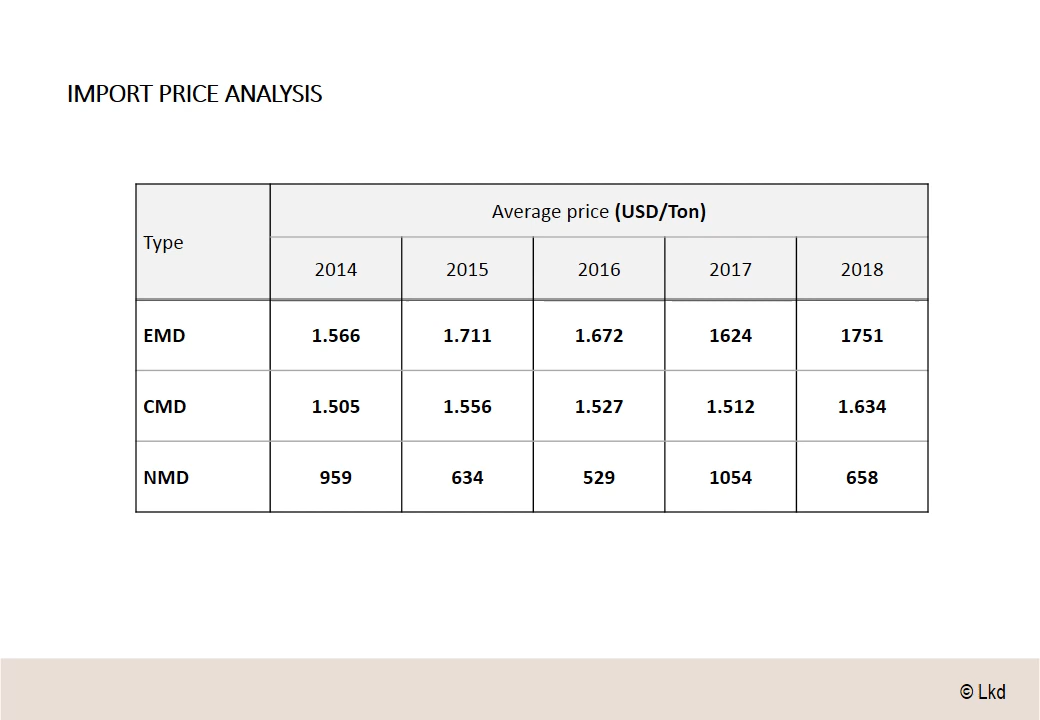 IMPORT PRICE ANALYSIS
Type
Average price (USD/Ton)
2014 2015 2016 2017 2018
EMD 1.566 1.711 1.672 1624 1751
CMD 1.505 1.556 1.527 1.512 1.634
NMD 959 634 529 1054 658
© Lkd